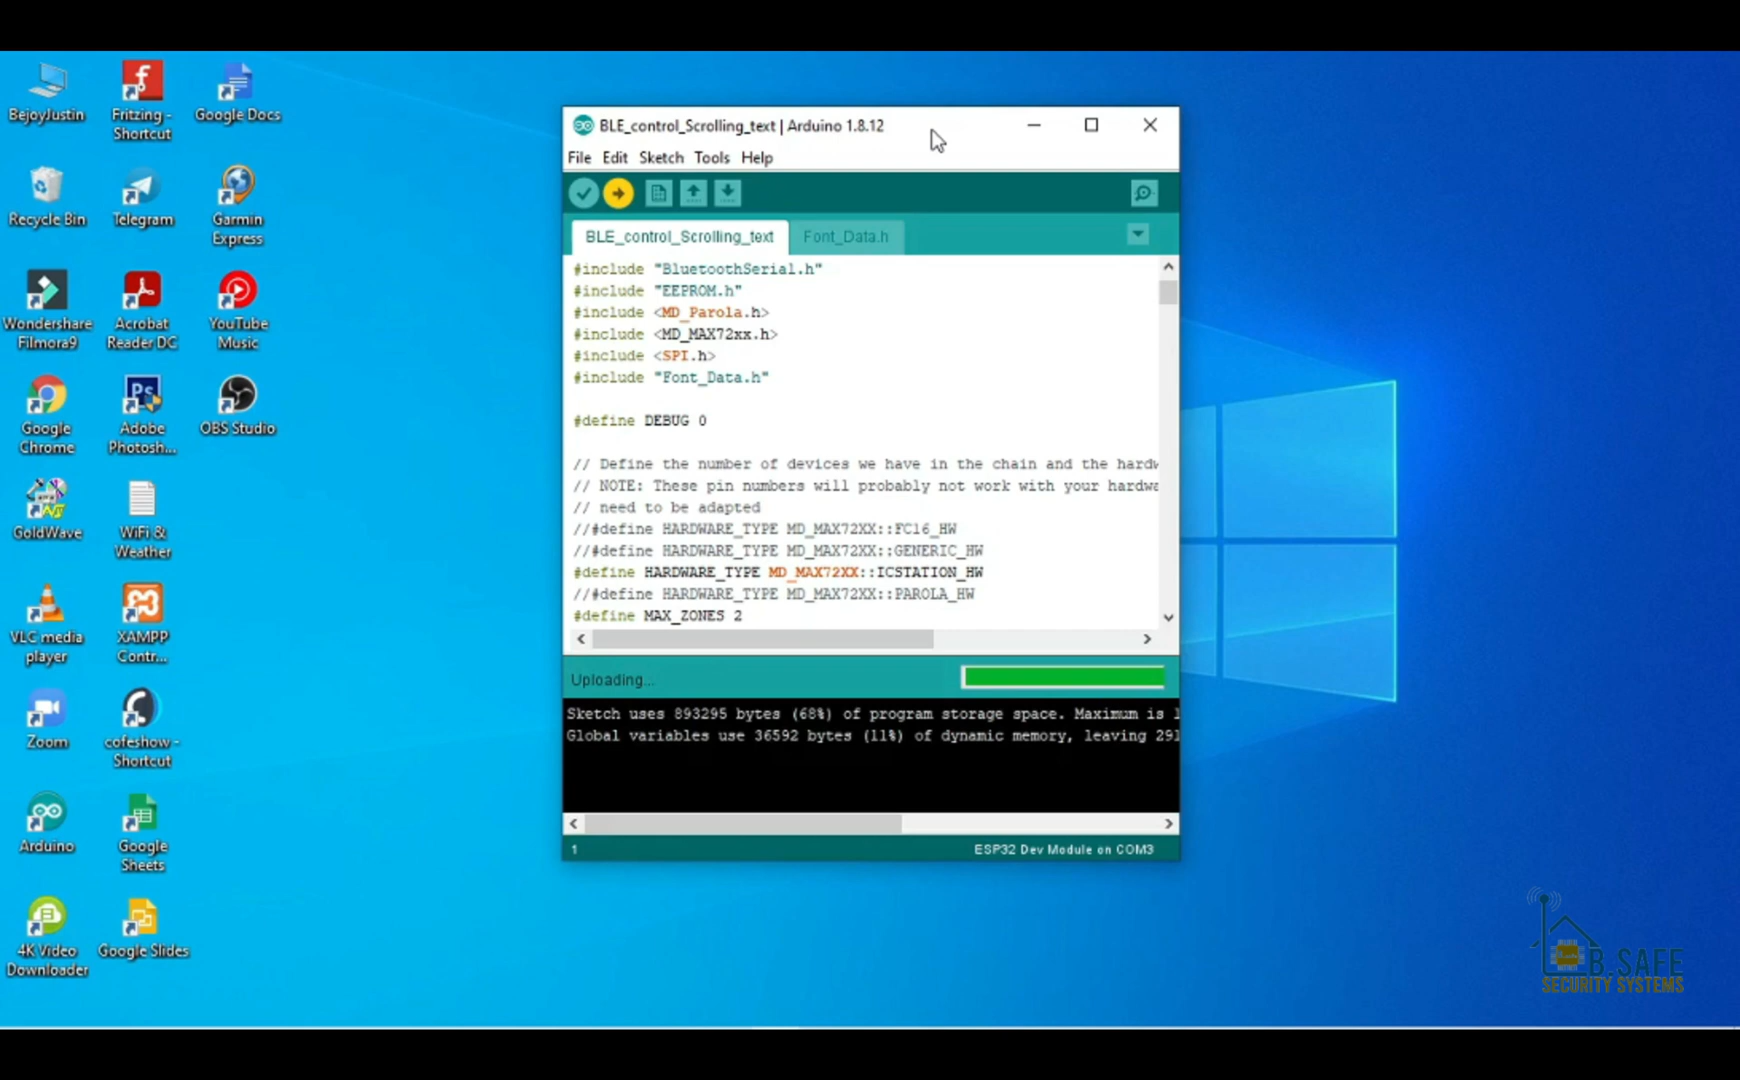 BejoyJustin
Fritzing -
Shortcut
Google Docs
Recycle Bin
Telegram
Garmin
Express
Wondershare
Filmora9
Acrobat
Reader DC
YouTube
Music
Google
Chrome
Adobe
Photosh...
OBS Studio
GoldWave
WiFi &
Weather
VLC media
player
XAMPP
Contr...
Zoom
cofeshow -
Shortcut
Arduino
Google
Sheets
4K Video
Downloader
Google Slides
BLE_control_Scrolling_text | Arduino 1.8.12
File Edit Sketch Tools Help
BLE_control_Scrolling_text Font_Data.h
#include "BluetoothSerial.h"
#include "EEPROM.h"
#include <MD_Parola.h>
#include <MD_MAX72xx.h>
#include <SPI.h>
#include "Font_Data.h"
#define DEBUG 0
// Define the number of devices we have in the chain and the hardw
// NOTE: These pin numbers will probably not work with your hardwa
// need to be adapted
//#define HARDWARE_TYPE MD_MAX72XX::FC16_HW
//#define HARDWARE_TYPE MD_MAX72XX::GENERIC_HW
#define HARDWARE_TYPE MD_MAX72XX::ICSTATION_HW
//#define HARDWARE_TYPE MD_MAX72XX::PAROLA_HW
#define MAX_ZONES 2
Uploading...
Sketch uses 893295 bytes (68%) of program storage space. Maximum is 1
Global variables use 36592 bytes (11%) of dynamic memory, leaving 291
1 ESP32 Dev Module on COM3
B.SAFE
SECURITY SYSTEMS